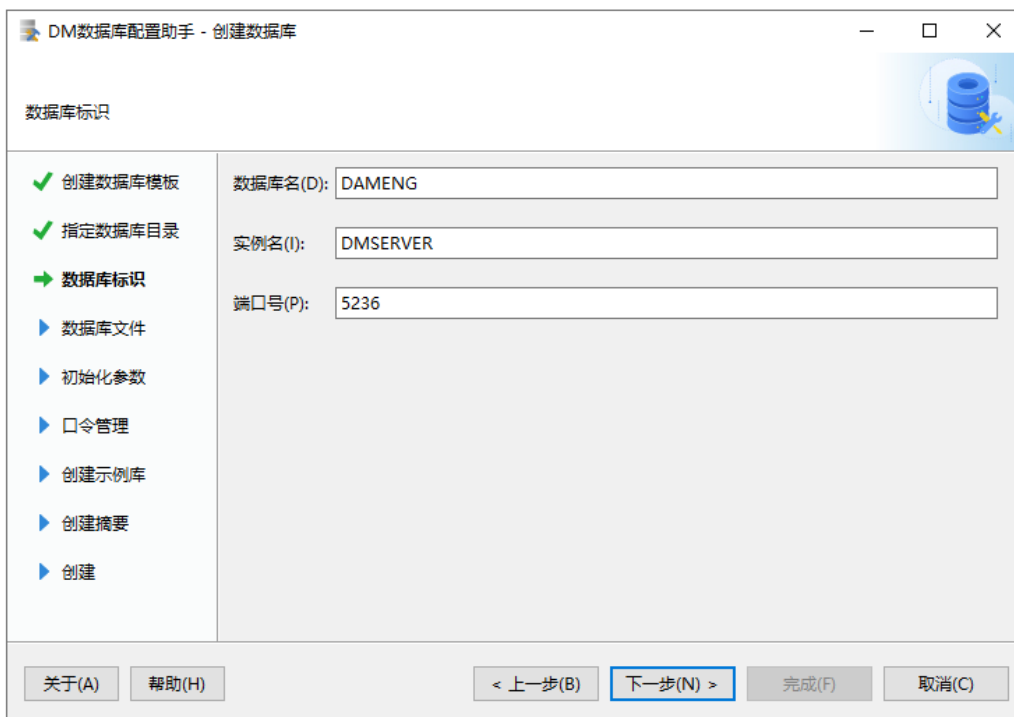 DM数据库配置助手 - 创建数据库
数据库标识
创建数据库模板
指定数据库目录
数据库标识
数据库文件
初始化参数
口令管理
创建示例库
创建摘要
创建
数据库名(D): DAMENG
实例名(I): DMSERVER
端口号(P): 5236
关于(A) 帮助(H) < 上一步(B) 下一步(N) > 完成(F) 取消(C)